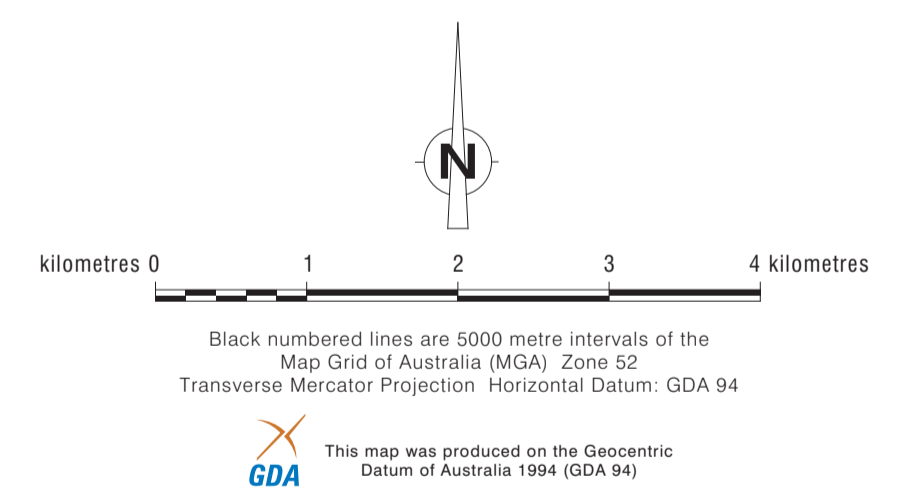 N
kilometres 0 1 2 3 4 kilometres
Black numbered lines are 5000 metre intervals of the
Map Grid of Australia (MGA) Zone 52
Transverse Mercator Projection Horizontal Datum: GDA 94
GDA
This map was produced on the Geocentric
Datum of Australia 1994 (GDA 94)